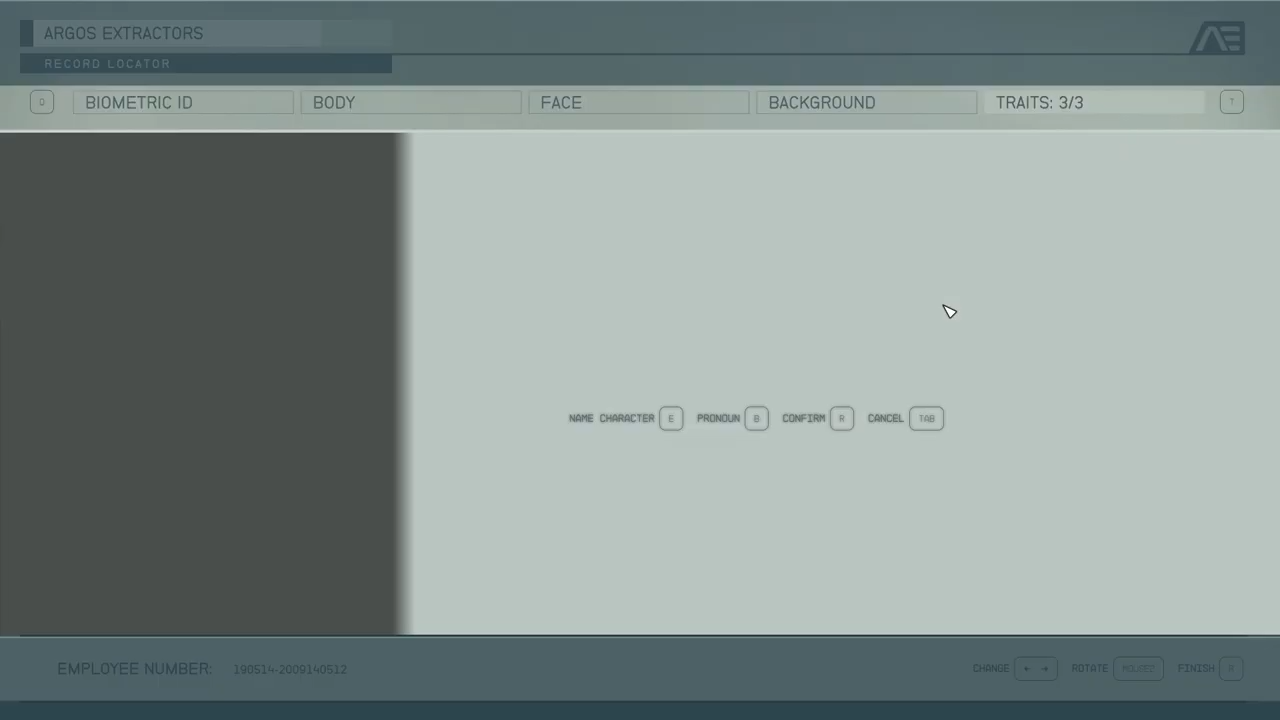 ARGOS EXTRACTORS
RECORD LOCATOR
AE
Q BIOMETRIC ID BODY FACE BACKGROUND TRAITS: 3/3 T
NAME CHARACTER E PRONOUN B CONFIRM R CANCEL TAB
EMPLOYEE NUMBER: 190514-2009140512 CHANGE ← → ROTATE FINISH R